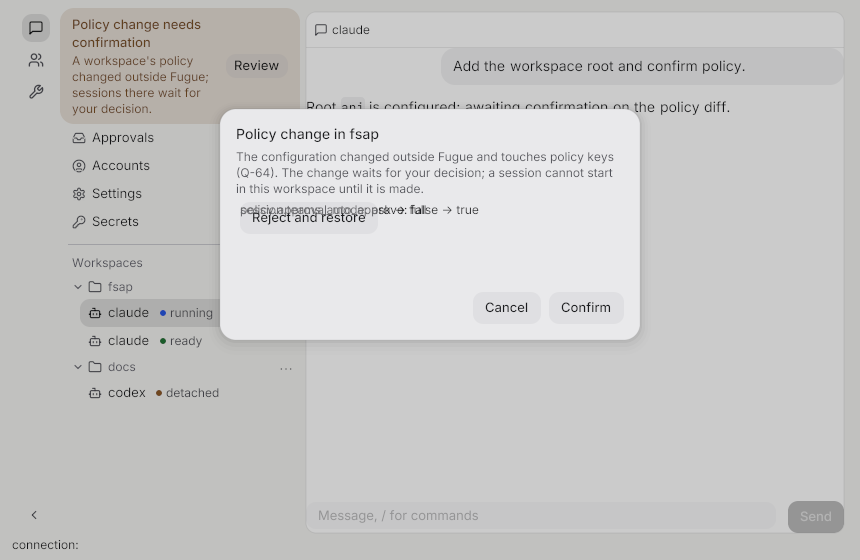 Policy change needs
confirmation
A workspace's policy
changed outside Fugue;
sessions there wait for
your decision.
Review
Approvals
Accounts
Settings
Secrets
Workspaces
fsap
claude running
claude ready
docs ...
codex detached
connection:
claude
Add the workspace root and confirm policy.
Root api is configured; awaiting confirmation on the policy diff.
Policy change in fsap
The configuration changed outside Fugue and touches policy keys
(Q-64). The change waits for your decision; a session cannot start
in this workspace until it is made.
→ true
Reject and restore
Cancel
Confirm
Message, / for commands
Send